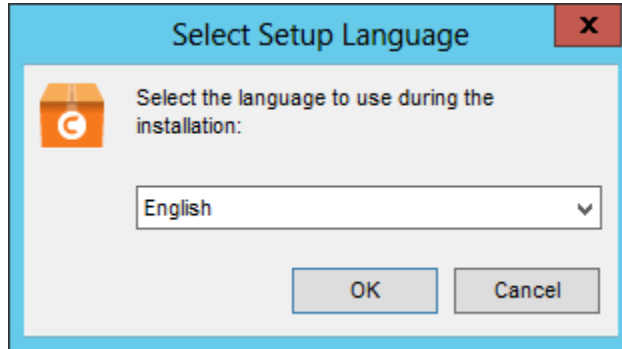 Select Setup Language
x
C
Select the language to use during the
installation:
English
OK
Cancel